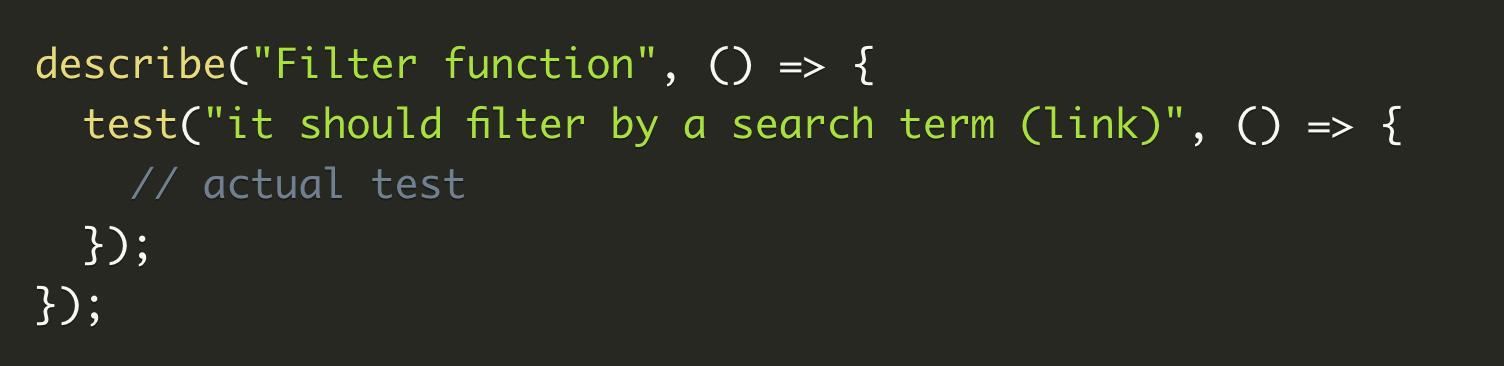 describe("Filter function", () => {
  test("it should filter by a search term (link)", () => {
    // actual test
  });
});